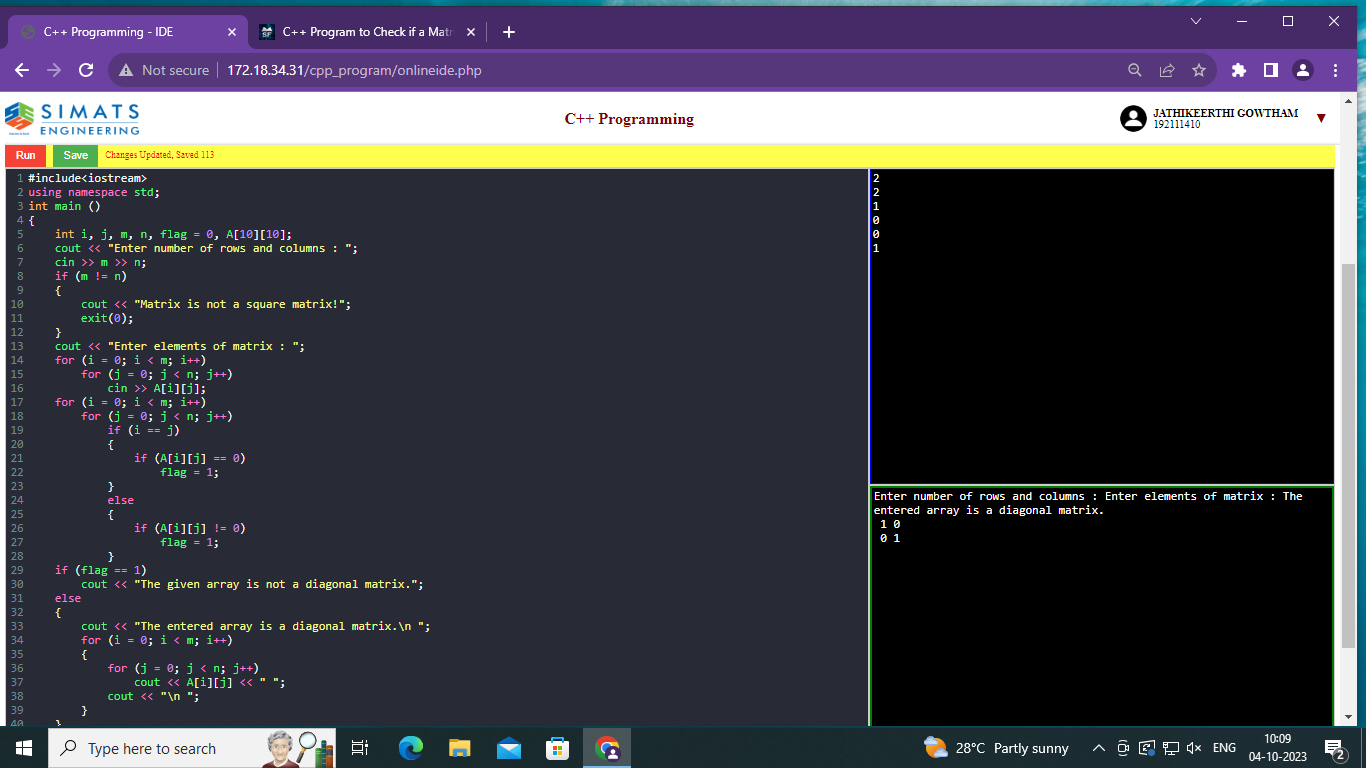 C++ Programming - IDE
C++ Program to Check if a Matr
Not secure
172.18.34.31/cpp_program/onlineide.php
SIMATS
ENGINEERING
C++ Programming
JATHIKEERTHI GOWTHAM
192111410
Run
Save
Changes Updated, Saved 113
1 #include<iostream>
2 using namespace std;
3 int main ()
4 {
5     int i, j, m, n, flag = 0, A[10][10];
6     cout << "Enter number of rows and columns : ";
7     cin >> m >> n;
8     if (m != n)
9     {
10         cout << "Matrix is not a square matrix!";
11         exit(0);
12     }
13     cout << "Enter elements of matrix : ";
14     for (i = 0; i < m; i++)
15         for (j = 0; j < n; j++)
16             cin >> A[i][j];
17     for (i = 0; i < m; i++)
18         for (j = 0; j < n; j++)
19             if (i == j)
20             {
21                 if (A[i][j] == 0)
22                     flag = 1;
23             }
24             else
25             {
26                 if (A[i][j] != 0)
27                     flag = 1;
28             }
29     if (flag == 1)
30         cout << "The given array is not a diagonal matrix.";
31     else
32     {
33         cout << "The entered array is a diagonal matrix.\n ";
34         for (i = 0; i < m; i++)
35         {
36             for (j = 0; j < n; j++)
37                 cout << A[i][j] << " ";
38             cout << "\n ";
39         }
40     }
2
2
1
0
0
1
Enter number of rows and columns : Enter elements of matrix : The
entered array is a diagonal matrix.
1 0
0 1
Type here to search
28°C Partly sunny
ENG
10:09
04-10-2023
2